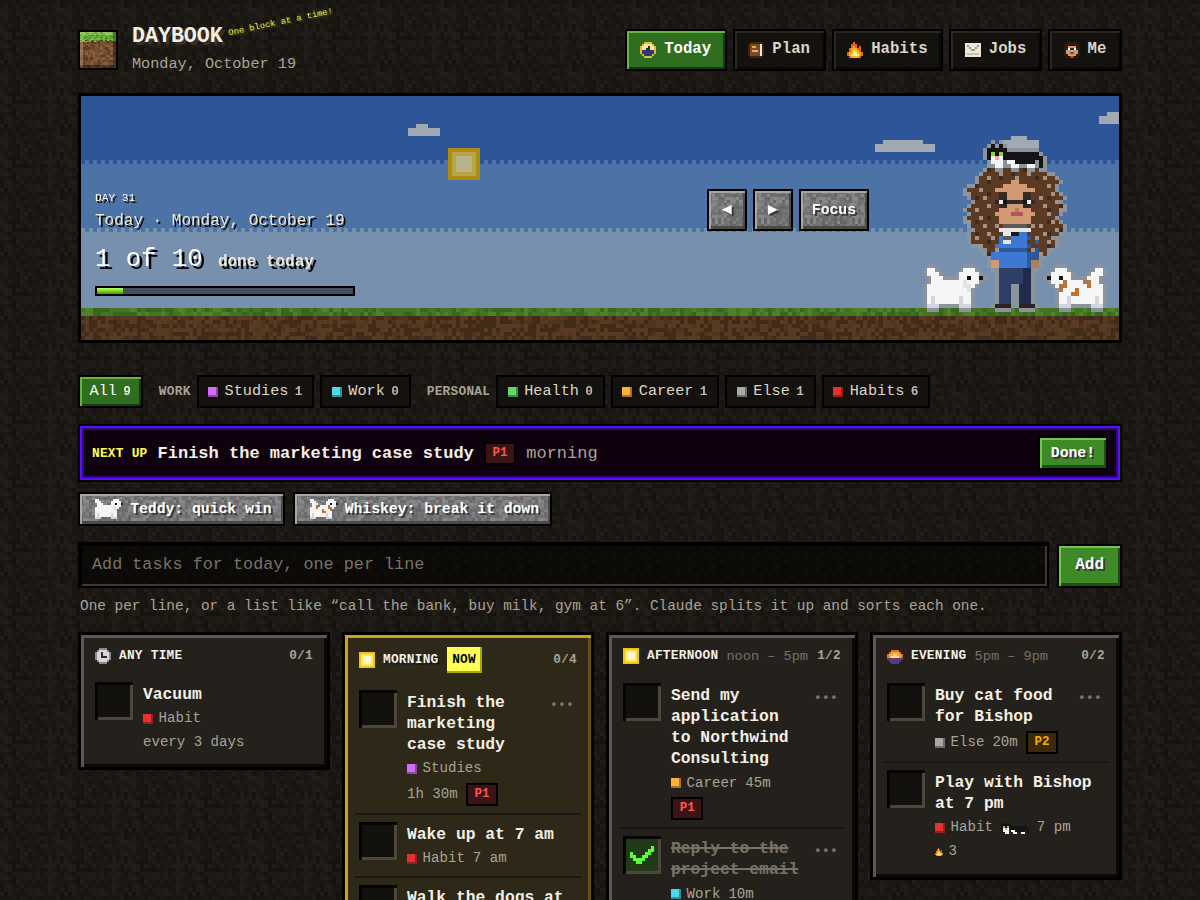 DAYBOOK One block at a time!
Monday, October 19
Today Plan Habits Jobs Me
DAY 31
Today · Monday, October 19
◄ ► Focus
1 of 10 done today
All 9 WORK Studies 1 Work 0 PERSONAL Health 0 Career 1 Else 1 Habits 6
NEXT UP Finish the marketing case study P1 morning Done!
Teddy: quick win Whiskey: break it down
Add tasks for today, one per line Add
One per line, or a list like “call the bank, buy milk, gym at 6”. Claude splits it up and sorts each one.
ANY TIME 0/1
Vacuum
Habit
every 3 days
MORNING NOW 0/4
Finish the
marketing
case study
Studies
1h 30m P1
Wake up at 7 am
Habit 7 am
Walk the dogs at
AFTERNOON noon – 5pm 1/2
Send my
application
to Northwind
Consulting
Career 45m
P1
Reply to the
project email
Work 10m
EVENING 5pm – 9pm 0/2
Buy cat food
for Bishop
Else 20m P2
Play with Bishop
at 7 pm
Habit 7 pm
3